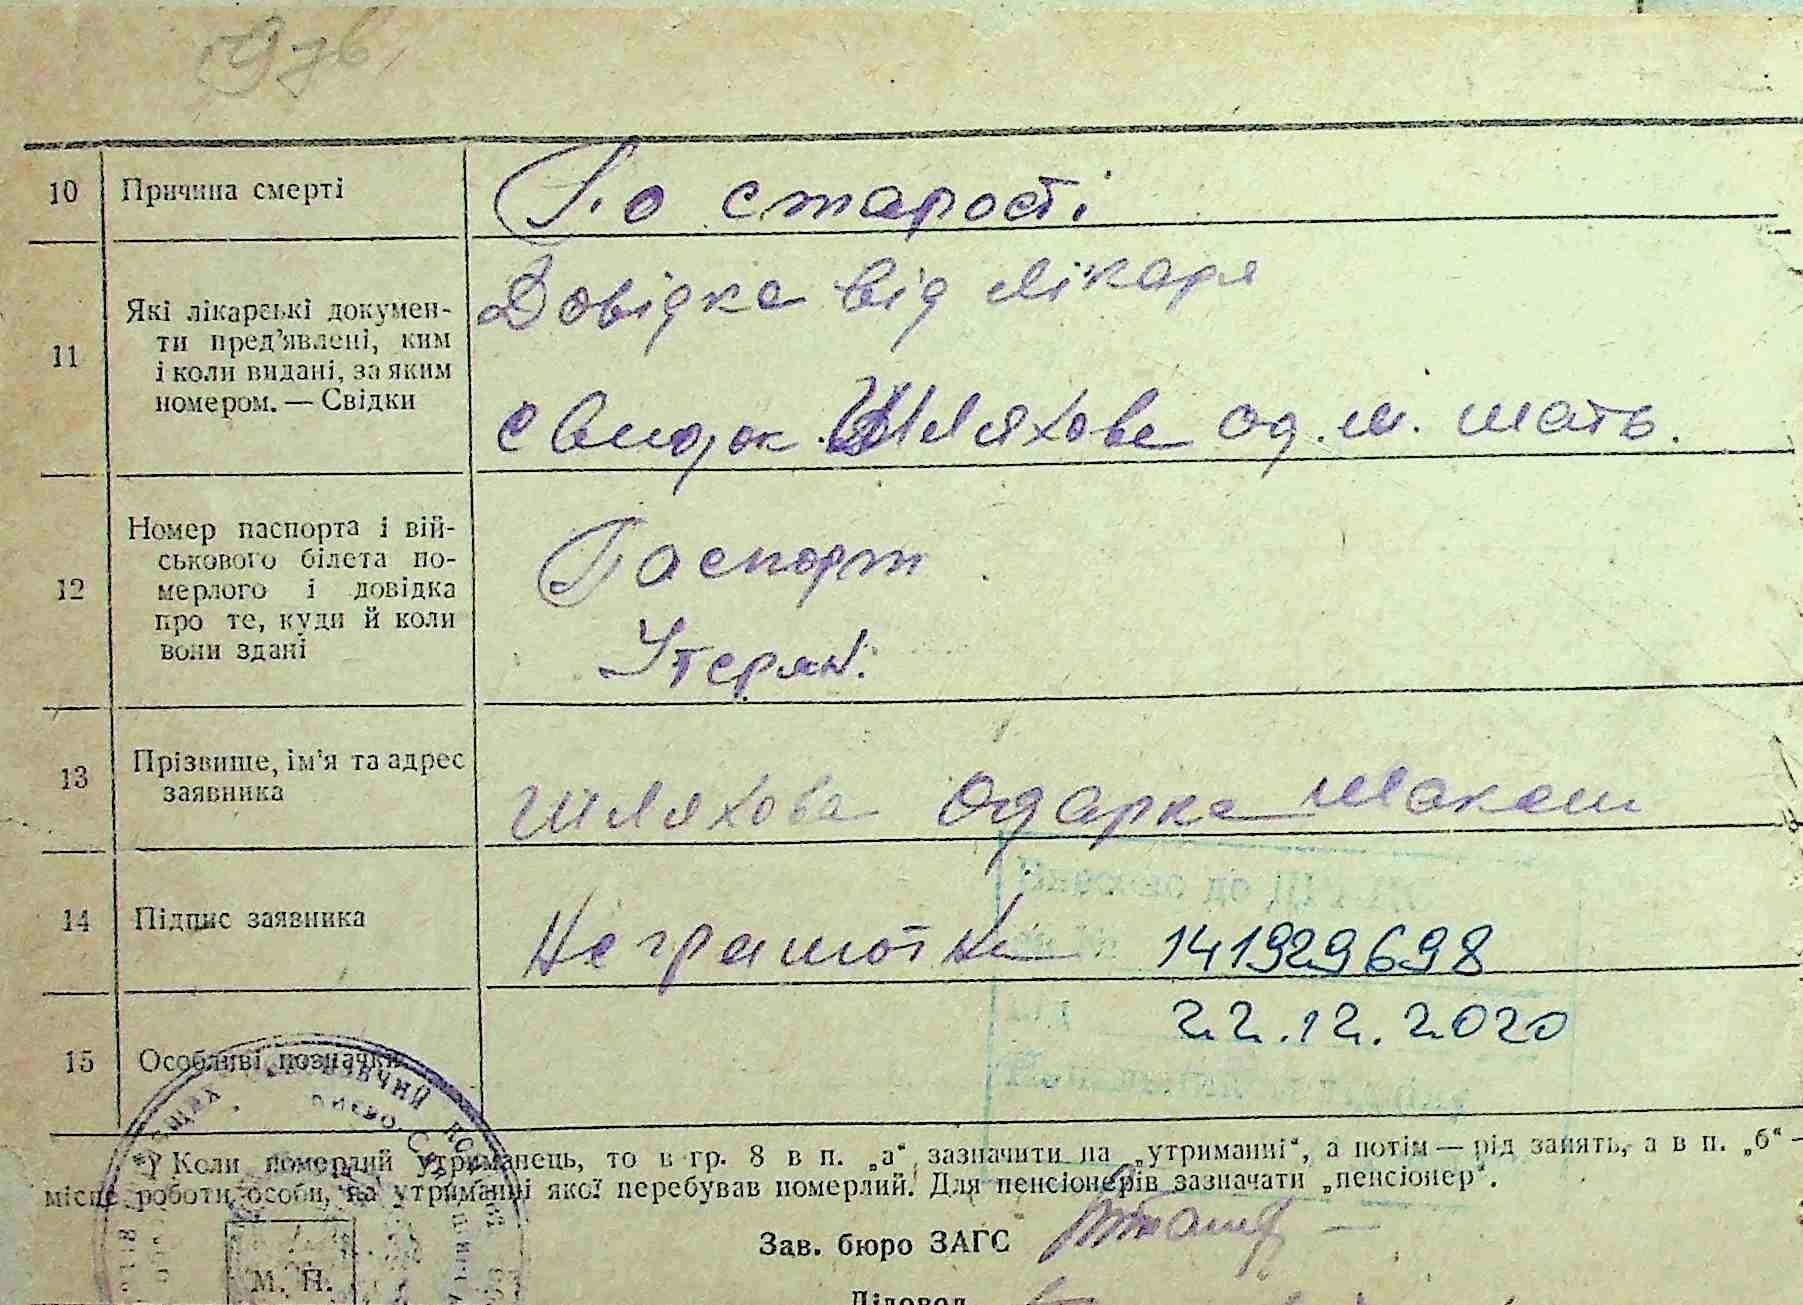 10 Причина смерті По старості
11 Які лікарські докумен-
ти пред’явлені, ким
і коли видані, за яким
номером. — Свідки
Довідка від лікаря
свидок Шляхова Од. м. мать.
12 Номер паспорта і вій-
ськового білета по-
мерлого і довідка
про те, куди й коли
вони здані
Паспорт
Утерян.
13 Прізвище, ім’я та адрес
заявника
Шляхова Одарка Макаш
14 Підпис заявника Неграмотна 141929698
22.12.2020
15 Особливі позначки
*) Коли померлий утриманець, то в гр. 8 в п. „а“ зазначити на „утриманні“, а потім — рід занять, а в п. „б“ —
місце роботи особи, на утриманні якої перебував померлий. Для пенсіонерів зазначати „пенсіонер“.
Зав. бюро ЗАГС
М. П.
Діловод